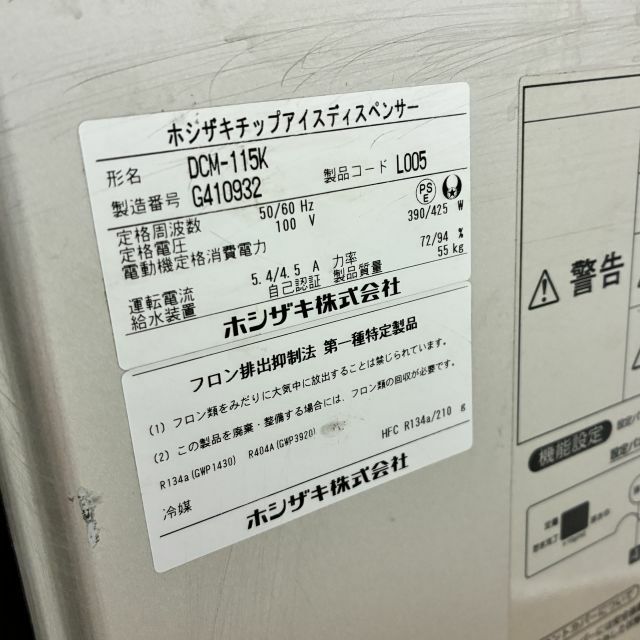 ホシザキチップアイスディスペンサー
形名 DCM-115K
製造番号 G410932 製品コード L005
定格周波数 50/60 Hz
定格電圧 100 V
電動機定格消費電力 390/425 W
運転電流 5.4/4.5 A 力率 72/94 %
給水装置 自己認証 製品質量 55 kg
PSE
ホシザキ株式会社
フロン排出抑制法 第一種特定製品
(1) フロン類をみだりに大気中に放出することは禁じられています。
(2) この製品を廃棄・整備する場合には、フロン類の回収が必要です。
R134a(GWP1430) R404A(GWP3920)
冷媒 HFC R134a/210 g
ホシザキ株式会社
警告
機能設定